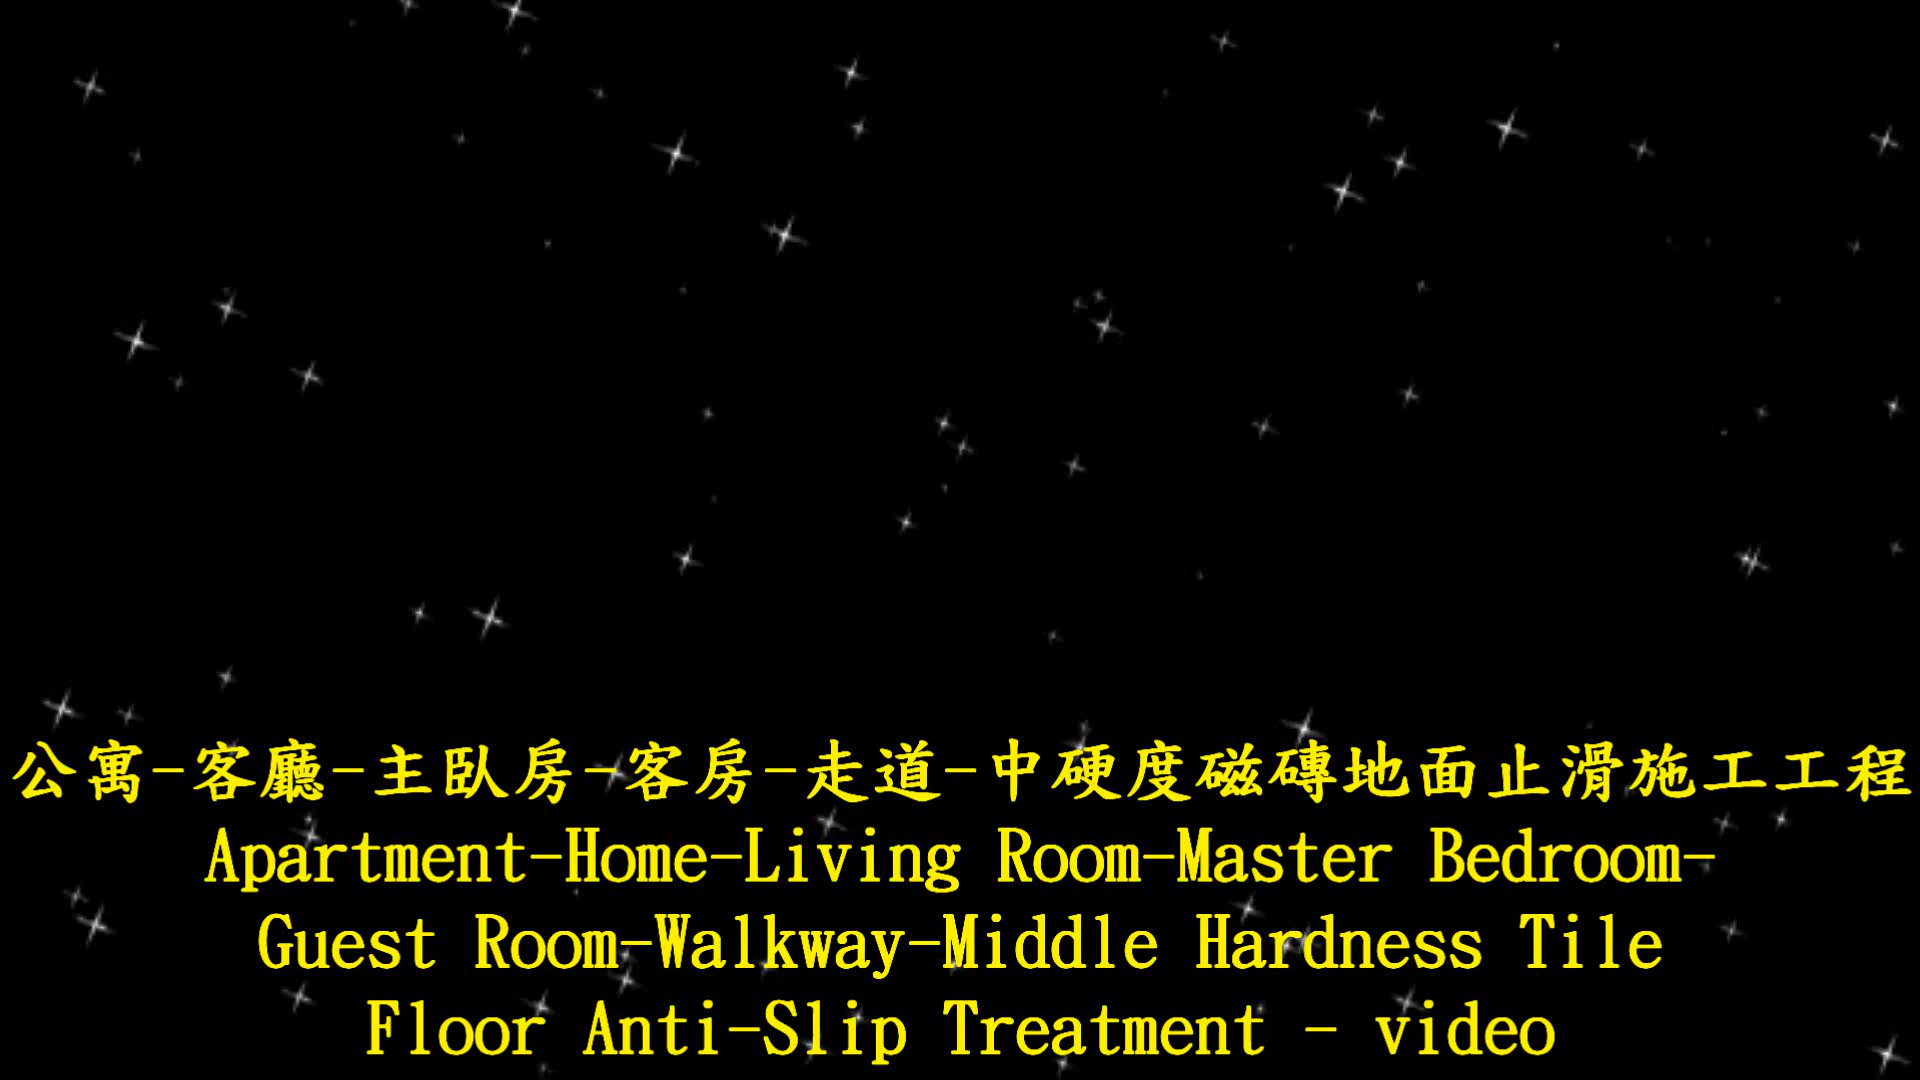 公寓-客廳-主臥房-客房-走道-中硬度磁磚地面止滑施工工程
Apartment-Home-Living Room-Master Bedroom-
Guest Room-Walkway-Middle Hardness Tile
Floor Anti-Slip Treatment - video